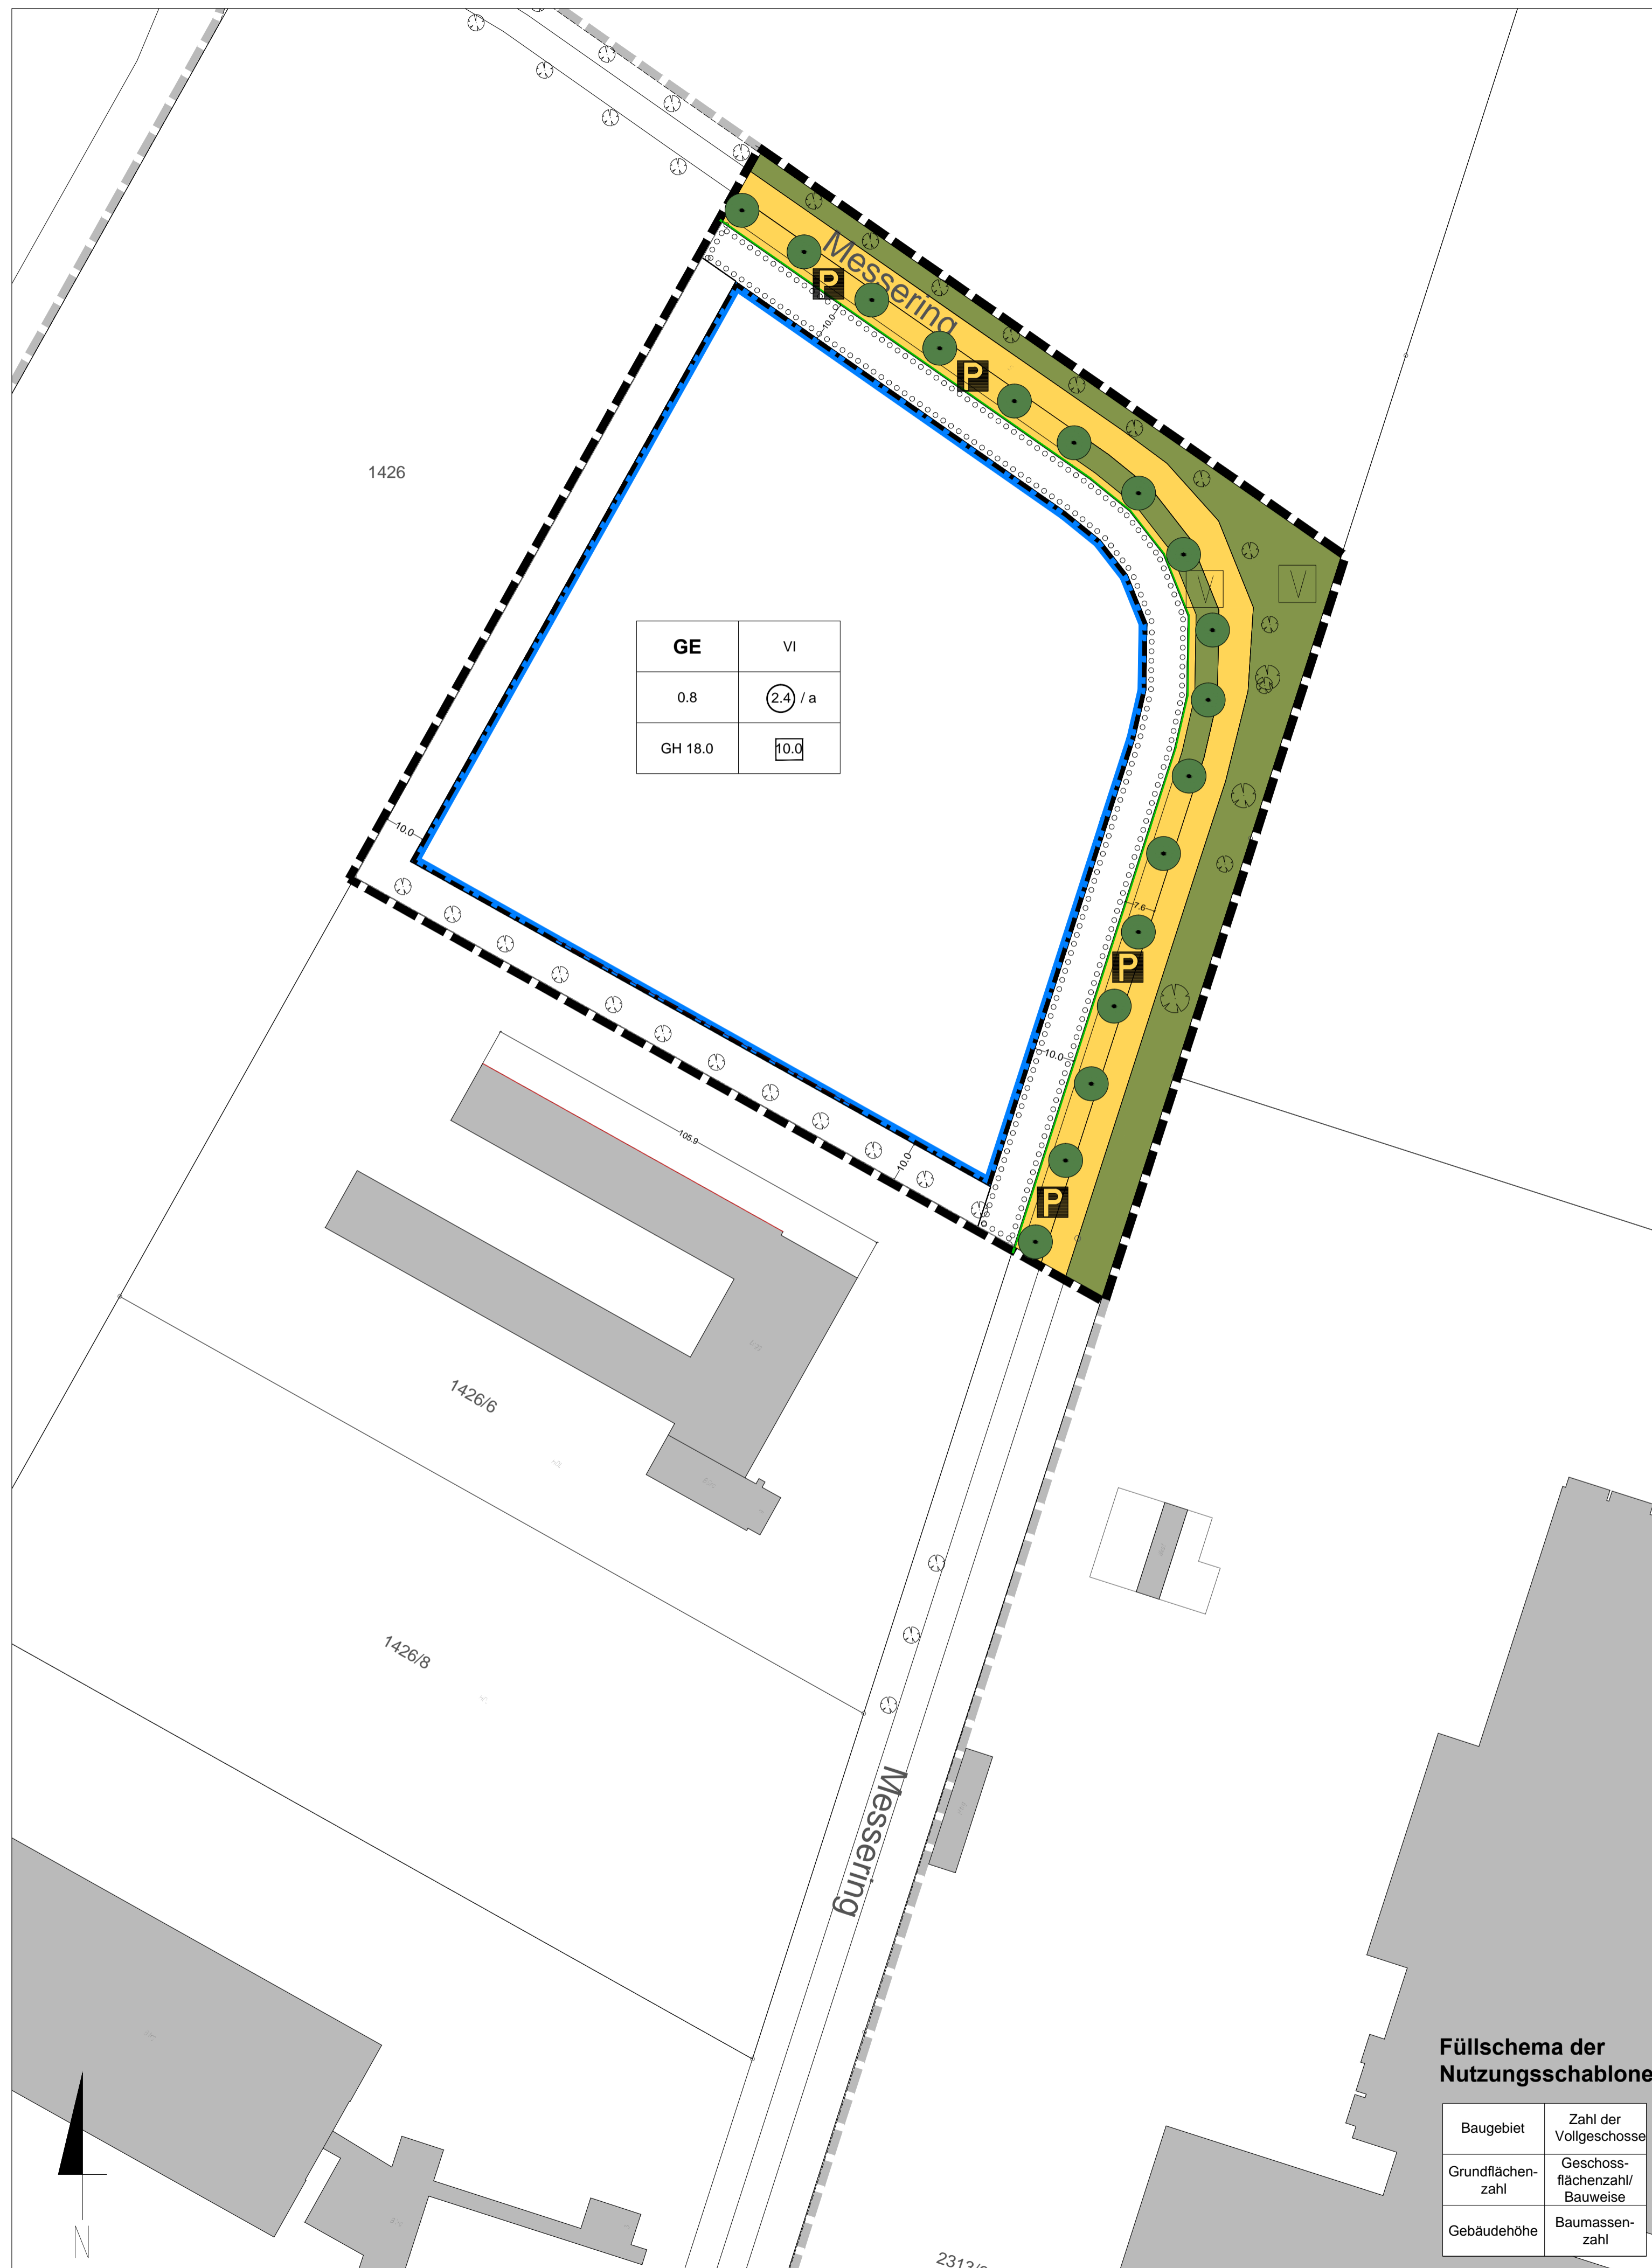 Messering
P
10.0
P
1426
V
V
GE
VI
0.8
2.4 / a
GH 18.0
10.0
10.0
7.6
P
10.0
105.9
10.0
P
1426/6
1426/8
Messering
Füllschema der
Nutzungsschablone
Baugebiet
Zahl der
Vollgeschosse
Grundflächen-
zahl
Geschoss-
flächenzahl/
Bauweise
Gebäudehöhe
Baumassen-
zahl
N